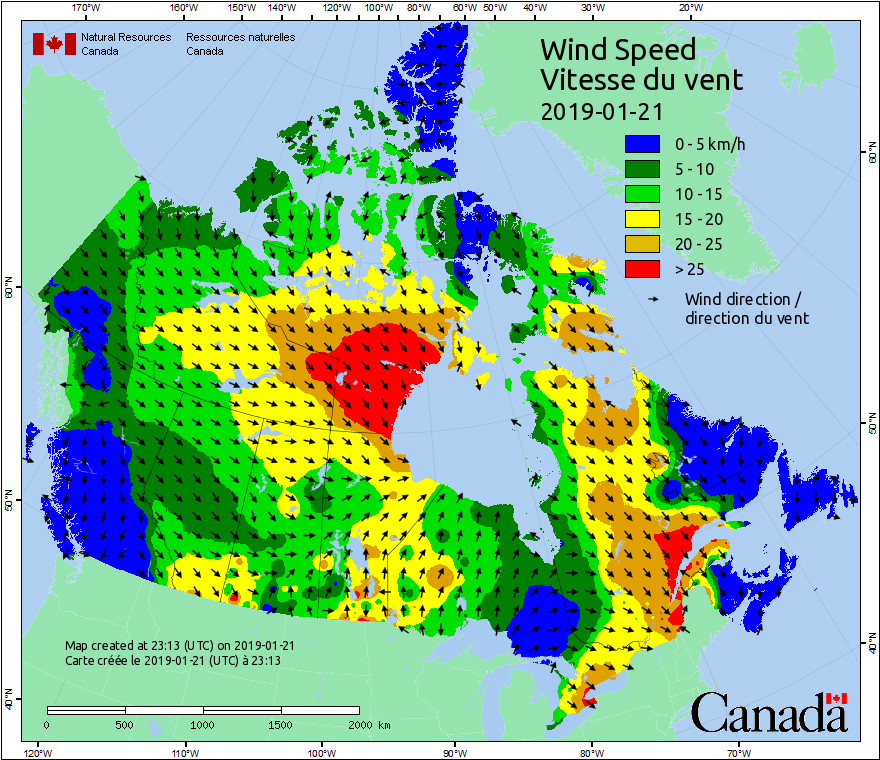 170°W 160°W 150°W 140°W 130°W 120°W 110°W 100°W 80°W 70°W 60°W 50°W 40°W 30°W 20°W
Natural Resources Ressources naturelles
Canada Canada
Wind Speed
Vitesse du vent
2019-01-21
0 - 5 km/h
5 - 10
10 - 15
15 - 20
20 - 25
> 25
Wind direction /
direction du vent
60°N
60°N
50°N
50°N
40°N
40°N
Map created at 23:13 (UTC) on 2019-01-21
Carte créée le 2019-01-21 (UTC) à 23:13
0 500 1000 1500 2000 km
Canada
120°W 110°W 100°W 90°W 80°W 70°W